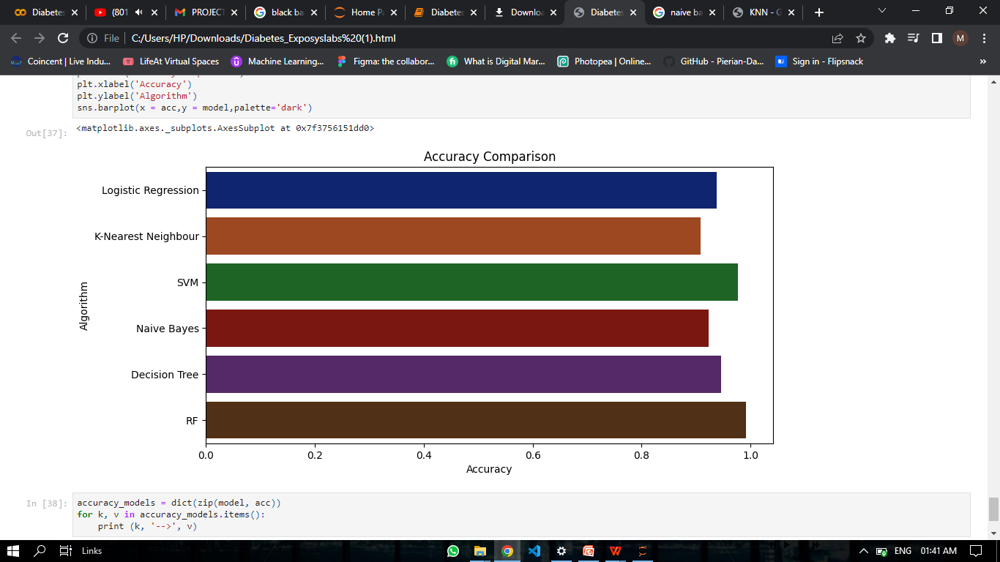 Diabetes
(801
PROJECT
black ba
Home Pa
Diabetes
Downloa
Diabetes
naive ba
KNN - G
File C:/Users/HP/Downloads/Diabetes_Exposyslabs%20(1).html
M
Coincent | Live Indu...
LifeAt Virtual Spaces
Machine Learning...
Figma: the collabor...
What is Digital Mar...
Photopea | Online...
GitHub - Pierian-Da...
Sign in - Flipsnack
»
plt.xlabel('Accuracy')
plt.ylabel('Algorithm')
sns.barplot(x = acc,y = model,palette='dark')
Out[37]: <matplotlib.axes._subplots.AxesSubplot at 0x7f3756151dd0>
Accuracy Comparison
Logistic Regression
K-Nearest Neighbour
SVM
Naive Bayes
Decision Tree
RF
Algorithm
0.0 0.2 0.4 0.6 0.8 1.0
Accuracy
In [38]: accuracy_models = dict(zip(model, acc))
for k, v in accuracy_models.items():
print (k, '-->', v)
Links
ENG 01:41 AM